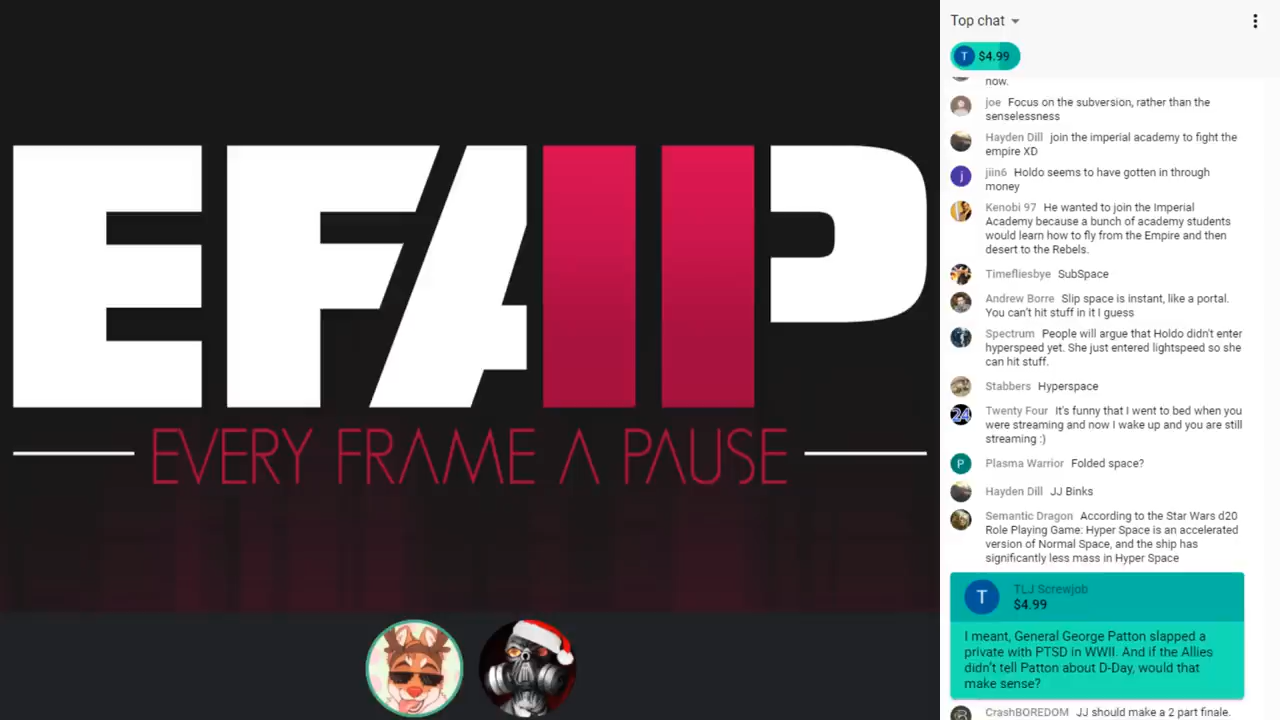 EFAP
EVERY FRAME A PAUSE
Top chat
T $4.99
now.
joe Focus on the subversion, rather than the
senselessness
Hayden Dill join the imperial academy to fight the
empire XD
j
jiin6 Holdo seems to have gotten in through
money
Kenobi 97 He wanted to join the Imperial
Academy because a bunch of academy students
would learn how to fly from the Empire and then
desert to the Rebels.
Timefliesbye SubSpace
Andrew Borre Slip space is instant, like a portal.
You can't hit stuff in it I guess
Spectrum People will argue that Holdo didn't enter
hyperspeed yet. She just entered lightspeed so she
can hit stuff.
Stabbers Hyperspace
24
Twenty Four It's funny that I went to bed when you
were streaming and now I wake up and you are still
streaming :)
P
Plasma Warrior Folded space?
Hayden Dill JJ Binks
Semantic Dragon According to the Star Wars d20
Role Playing Game: Hyper Space is an accelerated
version of Normal Space, and the ship has
significantly less mass in Hyper Space
T
TLJ Screwjob
$4.99
I meant, General George Patton slapped a
private with PTSD in WWII. And if the Allies
didn't tell Patton about D-Day, would that
make sense?
CrashBOREDOM JJ should make a 2 part finale.